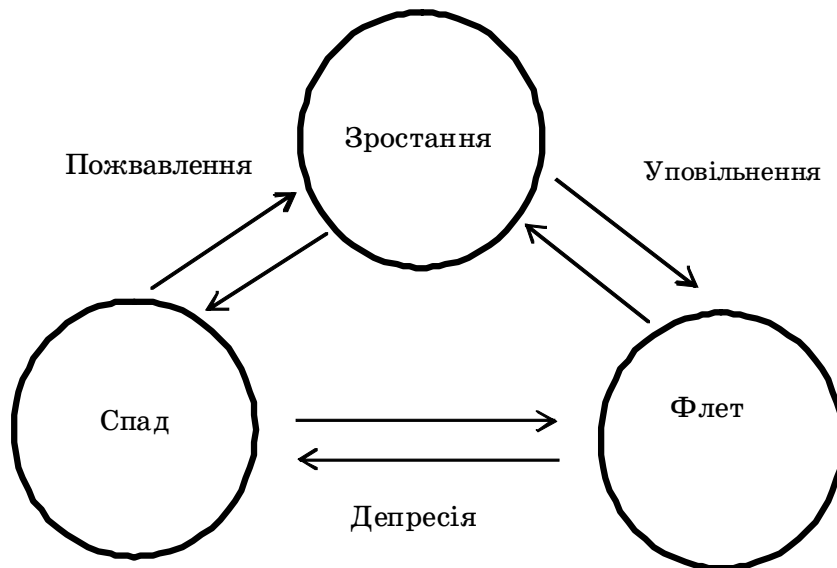 Зростання
Пожвавлення
Уповільнення
Спад
Флет
Депресія